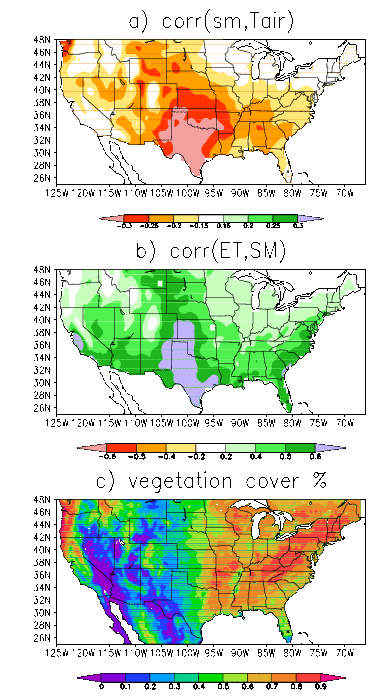 a) corr(sm,Tair)
48N
46N
44N
42N
40N
38N
36N
34N
32N
30N
28N
26N
125W 120W 115W 110W 105W 100W 95W 90W 85W 80W 75W 70W
-0.3 -0.25 -0.2 -0.15 0.15 0.2 0.25 0.3
b) corr(ET,SM)
48N
46N
44N
42N
40N
38N
36N
34N
32N
30N
28N
26N
125W 120W 115W 110W 105W 100W 95W 90W 85W 80W 75W 70W
-0.6 -0.5 -0.4 -0.2 0.2 0.4 0.5 0.6
c) vegetation cover %
48N
46N
44N
42N
40N
38N
36N
34N
32N
30N
28N
26N
125W 120W 115W 110W 105W 100W 95W 90W 85W 80W 75W 70W
0 0.1 0.2 0.3 0.4 0.5 0.6 0.7 0.8 0.9